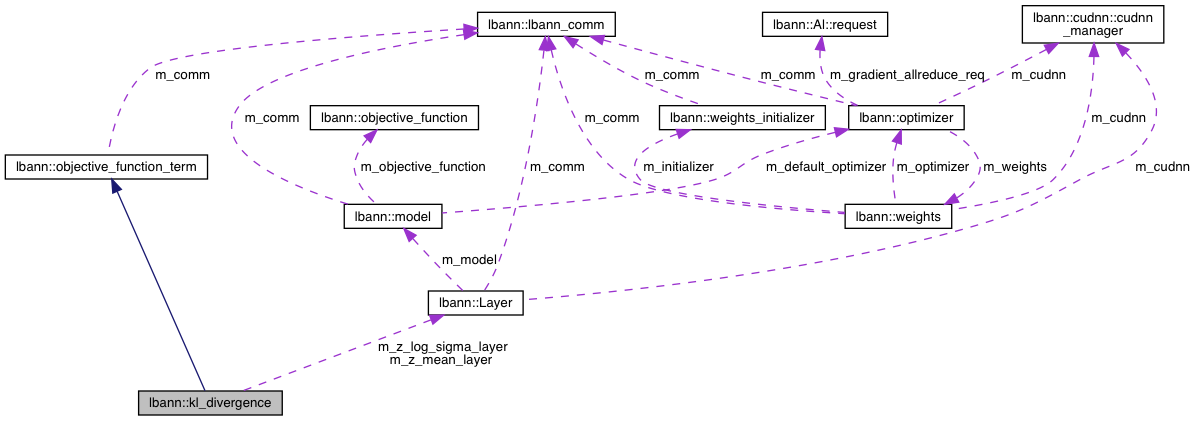 lbann::lbann_comm
lbann::Al::request
lbann::cudnn::cudnn
_manager
m_comm
m_comm
m_comm
m_gradient_allreduce_req
m_cudnn
lbann::objective_function
m_comm
m_comm
lbann::weights_initializer
lbann::optimizer
m_cudnn
lbann::objective_function_term
m_objective_function
m_comm
m_initializer
m_default_optimizer
m_optimizer
m_weights
m_cudnn
lbann::model
lbann::weights
m_model
lbann::Layer
m_z_log_sigma_layer
m_z_mean_layer
lbann::kl_divergence